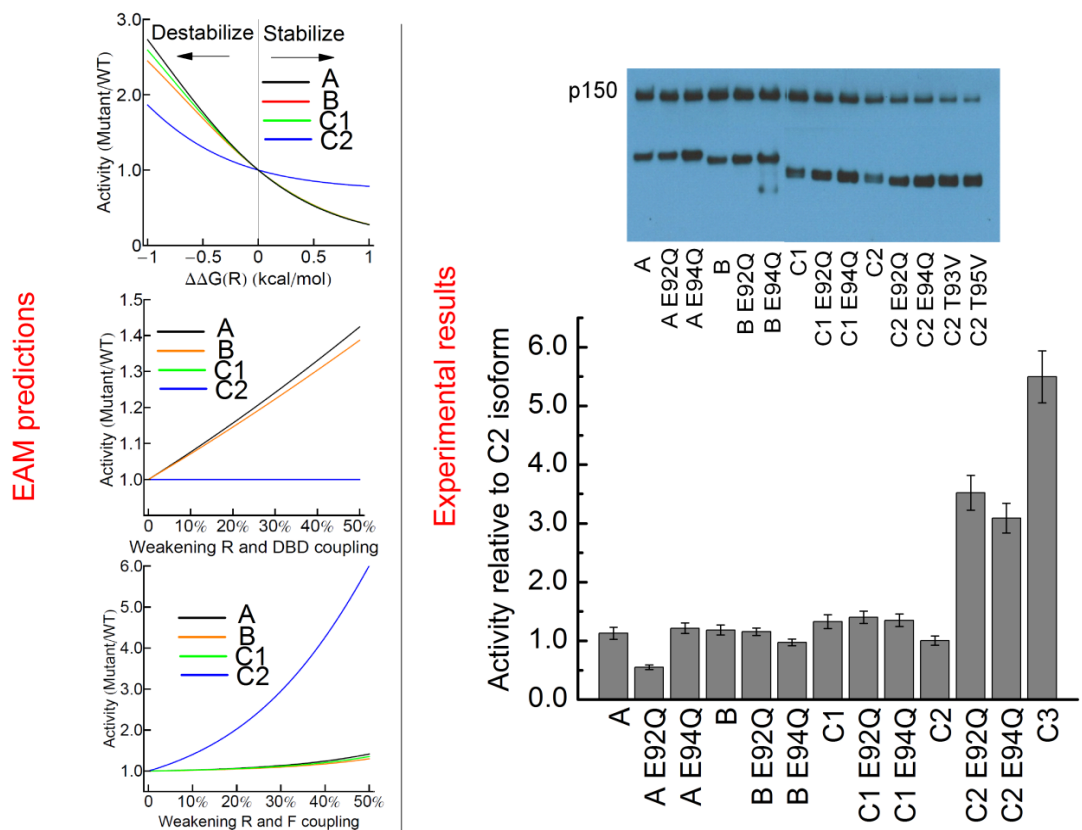 EAM predictions
3.0
2.0
1.0
0
Activity (Mutant/WT)
Destabilize
Stabilize
A
B
C1
C2
−1
−0.5
0
0.5
1
ΔΔG(R) (kcal/mol)
1.5
1.4
1.3
1.2
1.1
1.0
Activity (Mutant/WT)
A
B
C1
C2
0
10%
20%
30%
40%
50%
Weakening R and DBD coupling
6.0
5.0
4.0
3.0
2.0
1.0
Activity (Mutant/WT)
A
B
C1
C2
0
10%
20%
30%
40%
50%
Weakening R and F coupling
Experimental results
p150
A
A E92Q
A E94Q
B
B E92Q
B E94Q
C1
C1 E92Q
C1 E94Q
C2
C2 E92Q
C2 E94Q
C2 T93V
C2 T95V
Activity relative to C2 isoform
6.0
5.0
4.0
3.0
2.0
1.0
0.0
A
A E92Q
A E94Q
B
B E92Q
B E94Q
C1
C1 E92Q
C1 E94Q
C2
C2 E92Q
C2 E94Q
C3